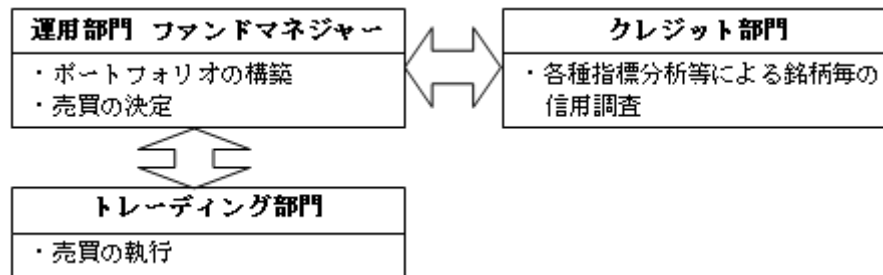 運用部門 ファンドマネジャー
・ポートフォリオの構築
・売買の決定
クレジット部門
・各種指標分析等による銘柄毎の
信用調査
トレーディング部門
・売買の執行